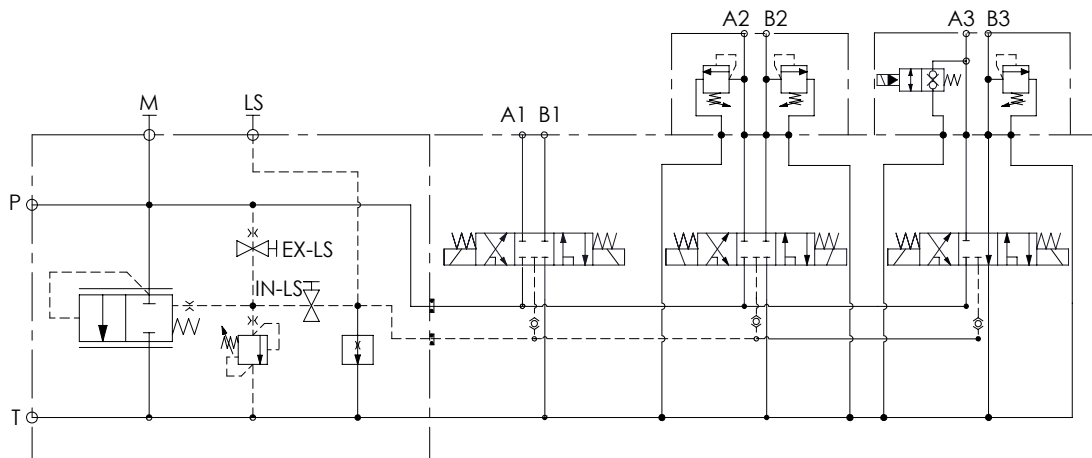 A2 B2
A3 B3
M
LS
A1 B1
P
EX-LS
IN-LS
T